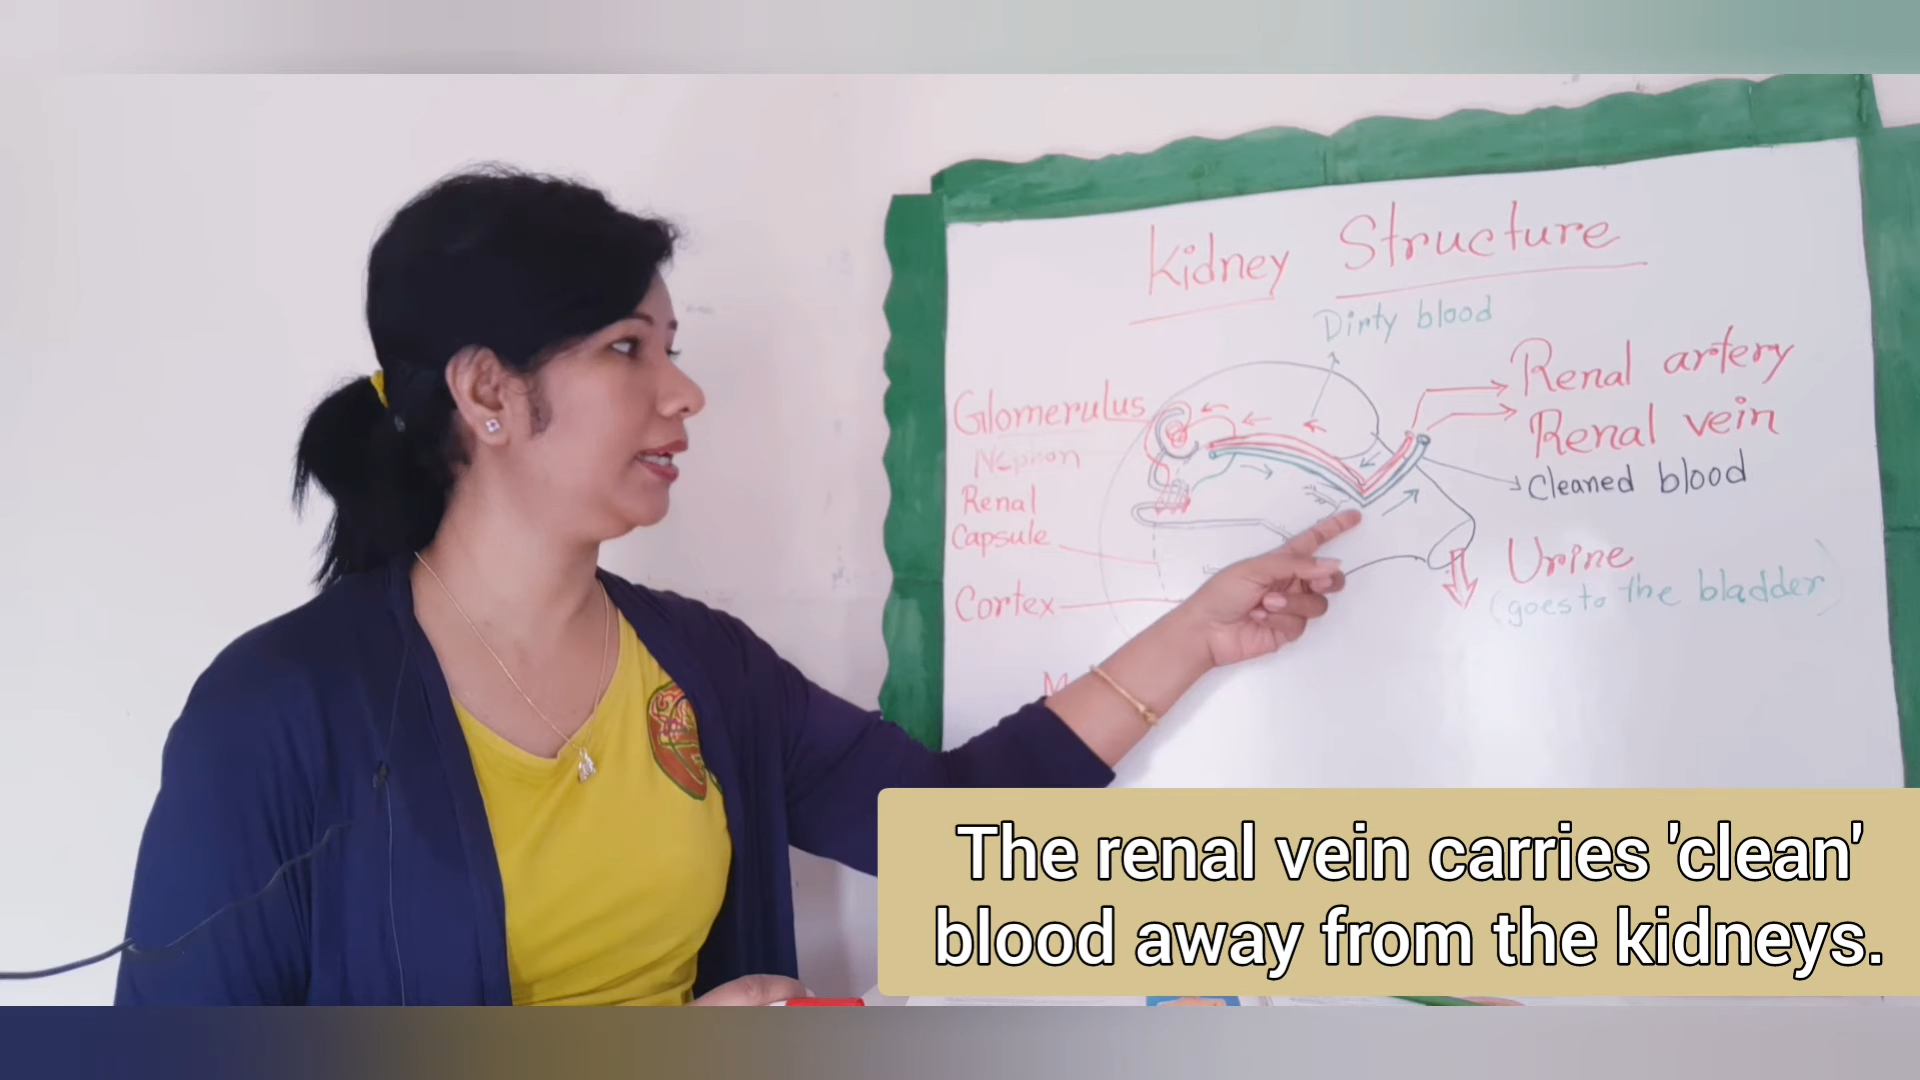 Kidney Structure
Dirty blood
Renal artery
Renal vein
Cleaned blood
Glomerulus
Nephon
Renal
Capsule
Cortex
Urine
(goes to the bladder)
The renal vein carries 'clean'
blood away from the kidneys.